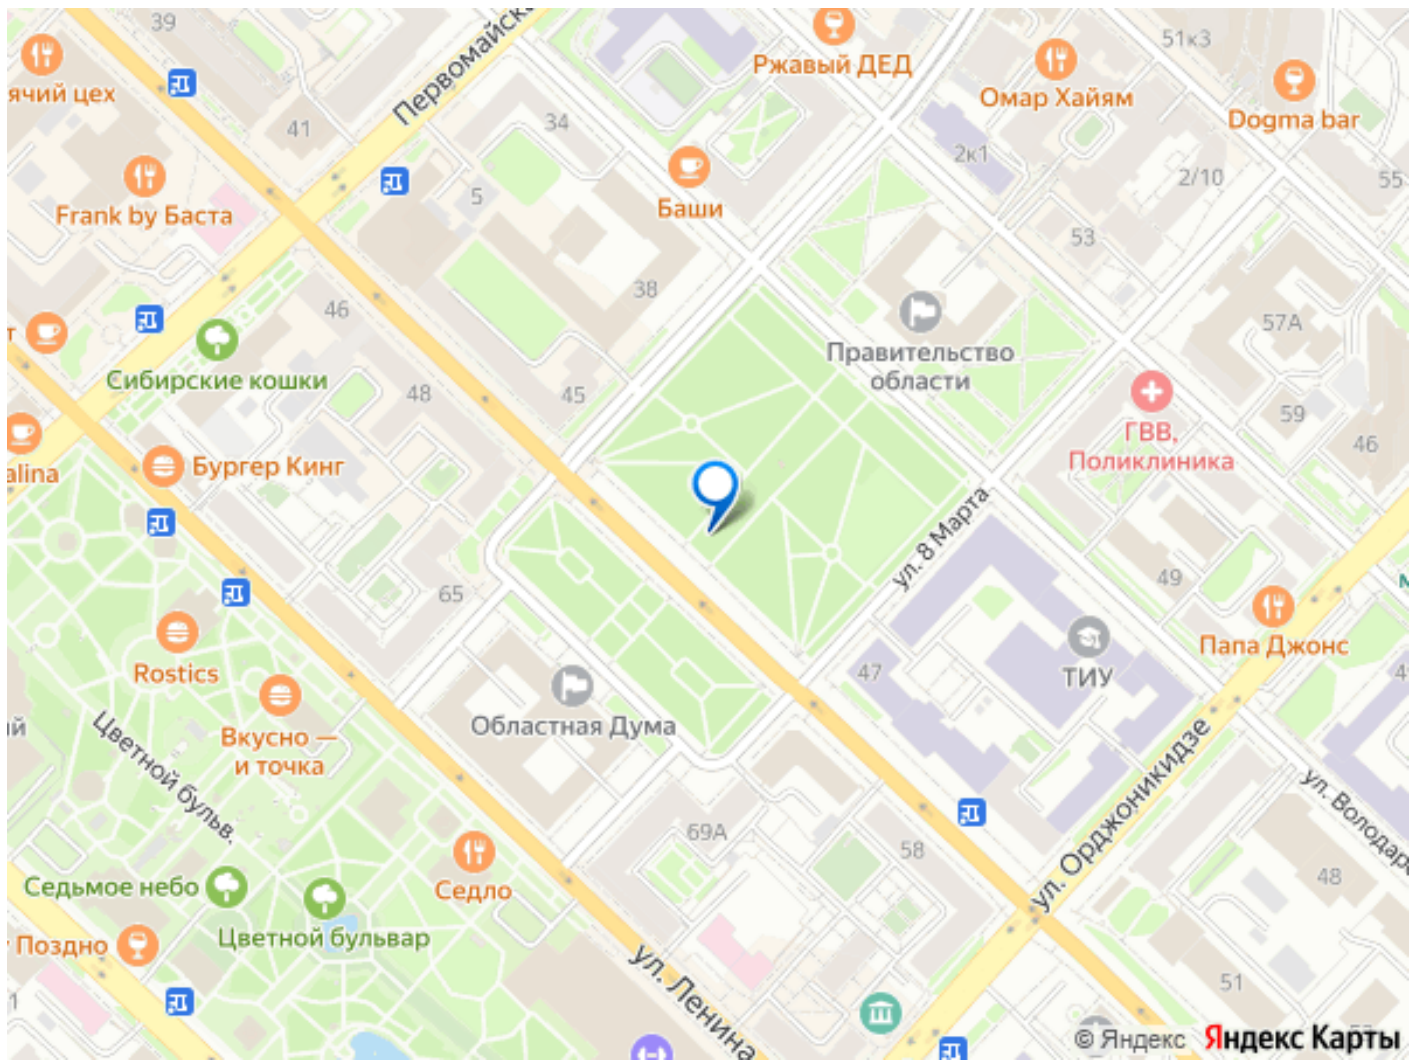 39
Первомайска
51к3
Ржавый ДЕД
ячий цех
Омар Хайям
Dogma bar
41
34
2к1
2/10
55
5
Баши
Frank by Баста
53
38
46
57А
т
Правительство
области
Сибирские кошки
48
45
59
46
ГВВ,
Поликлиника
Бургер Кинг
alina
ул. 8 Марта
49
65
Папа Джонс
Rostics
47
ТИУ
Областная Дума
й
Вкусно —
и точка
Цветной бульв.
ул. Орджоникидзе
ул. Володарс
69А
58
48
Седьмое небо
Седло
Цветной бульвар
у Поздно
ул. Ленина
51
1
© Яндекс Яндекс Карты